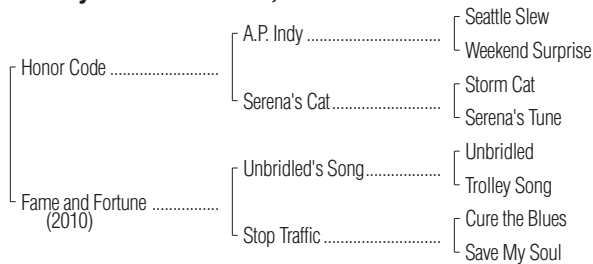 Seattle Slew
A.P. Indy ..............................
Weekend Surprise
Honor Code ........................
Storm Cat
Serena's Cat........................
Serena's Tune
Unbridled
Unbridled's Song.................
Trolley Song
Fame and Fortune ...............
(2010)
Cure the Blues
Stop Traffic ..........................
Save My Soul